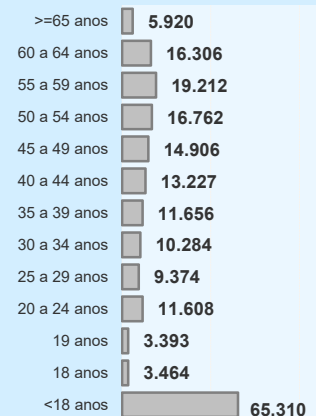 >=65 anos 5.920
60 a 64 anos 16.306
55 a 59 anos 19.212
50 a 54 anos 16.762
45 a 49 anos 14.906
40 a 44 anos 13.227
35 a 39 anos 11.656
30 a 34 anos 10.284
25 a 29 anos 9.374
20 a 24 anos 11.608
19 anos 3.393
18 anos 3.464
<18 anos 65.310